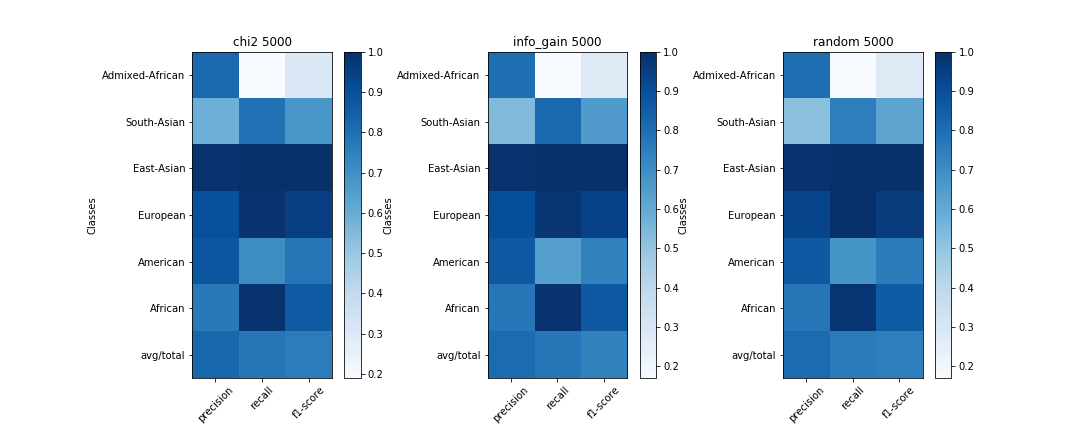 chi2 5000
Classes
Admixed-African
South-Asian
East-Asian
European
American
African
avg/total
precision
recall
f1-score
1.0
0.9
0.8
0.7
0.6
0.5
0.4
0.3
0.2
info_gain 5000
Classes
Admixed-African
South-Asian
East-Asian
European
American
African
avg/total
precision
recall
f1-score
1.0
0.9
0.8
0.7
0.6
0.5
0.4
0.3
0.2
random 5000
Classes
Admixed-African
South-Asian
East-Asian
European
American
African
avg/total
precision
recall
f1-score
1.0
0.9
0.8
0.7
0.6
0.5
0.4
0.3
0.2